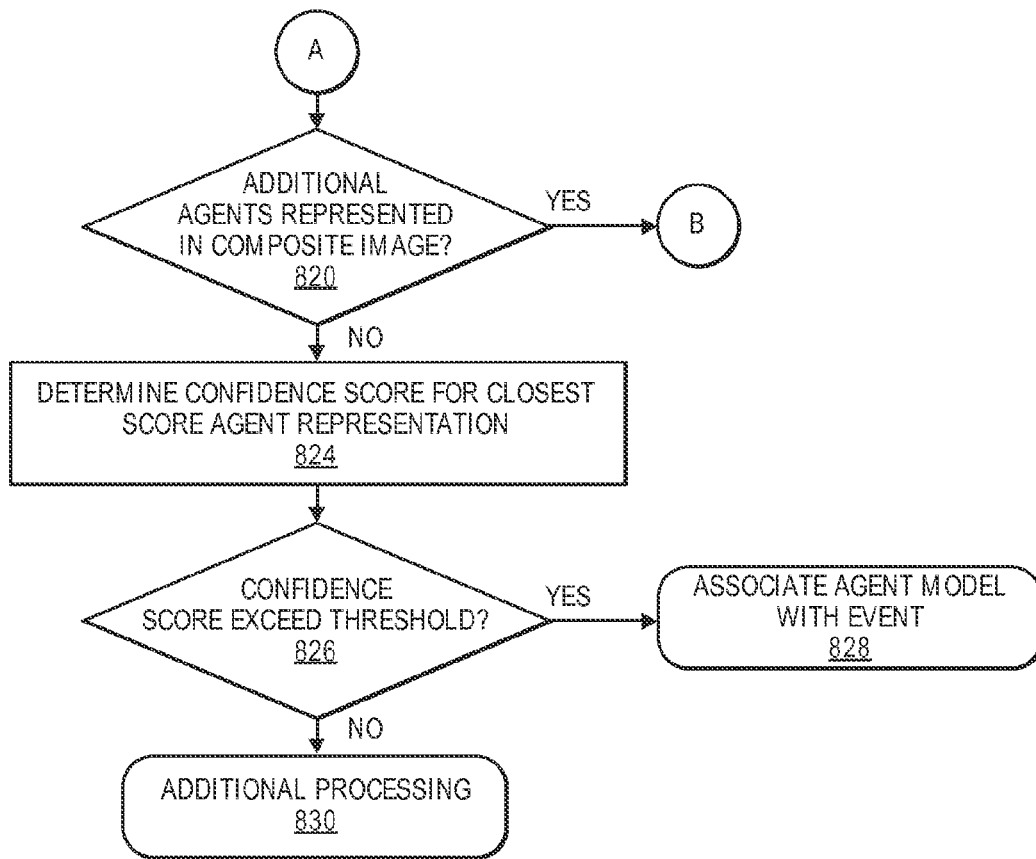 A
ADDITIONAL
AGENTS REPRESENTED
IN COMPOSITE IMAGE?
820
YES
B
NO
DETERMINE CONFIDENCE SCORE FOR CLOSEST
SCORE AGENT REPRESENTATION
824
CONFIDENCE
SCORE EXCEED THRESHOLD?
826
YES
ASSOCIATE AGENT MODEL
WITH EVENT
828
NO
ADDITIONAL PROCESSING
830